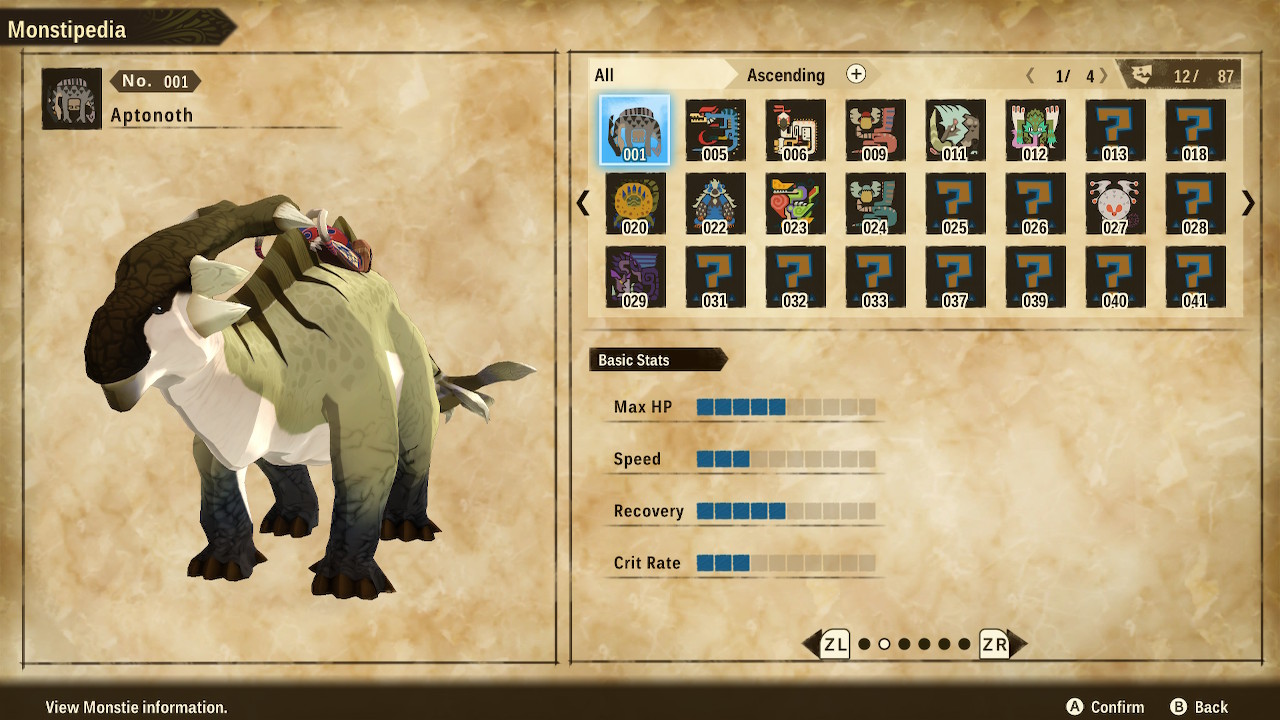 Monstipedia
No. 001
Aptonoth
All
Ascending
1/ 4
12/ 87
001 005 006 009 011 012 013 018
020 022 023 024 025 026 027 028
029 031 032 033 037 039 040 041
Basic Stats
Max HP
Speed
Recovery
Crit Rate
ZL ZR
View Monstie information.
A Confirm B Back